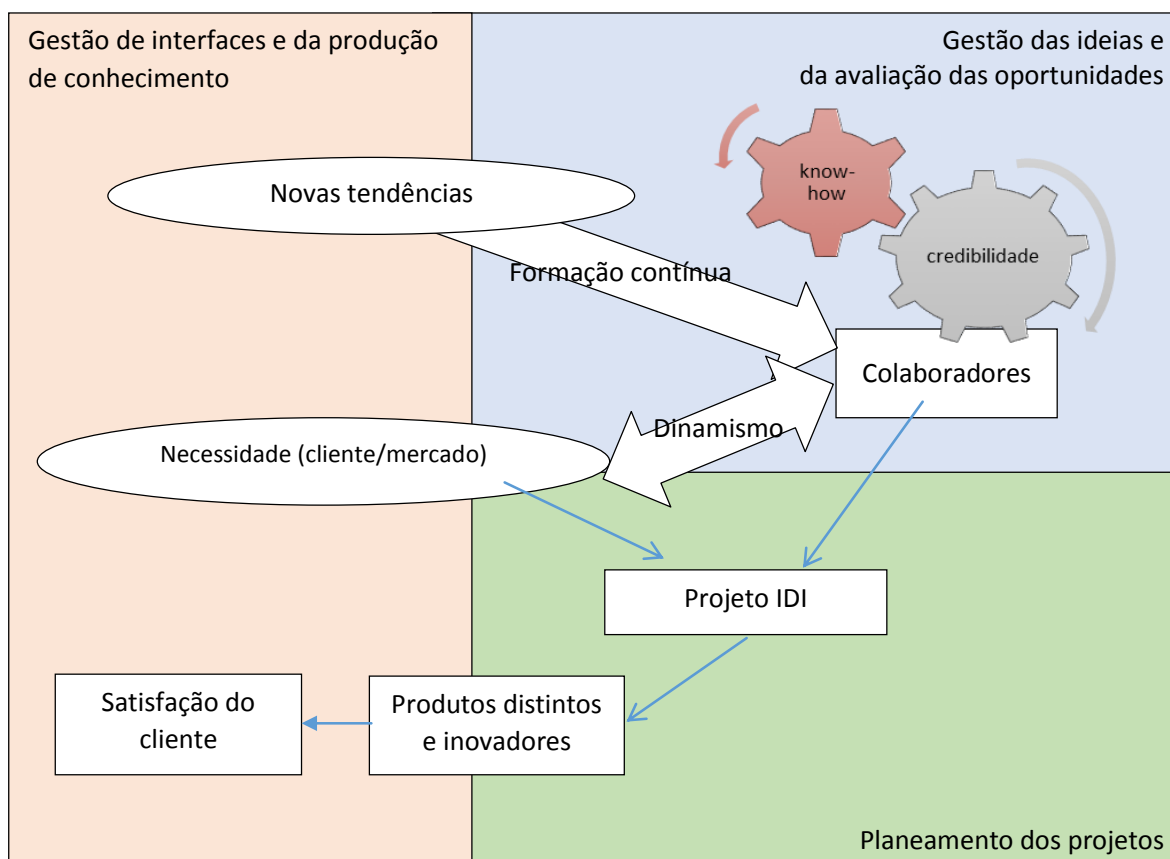 Gestão de interfaces e da produção
de conhecimento
Gestão das ideias e
da avaliação das oportunidades
know-
how
Novas tendências
credibilidade
Formação contínua
Colaboradores
Dinamismo
Necessidade (cliente/mercado)
Projeto IDI
Satisfação do
cliente
Produtos distintos
e inovadores
Planeamento dos projetos